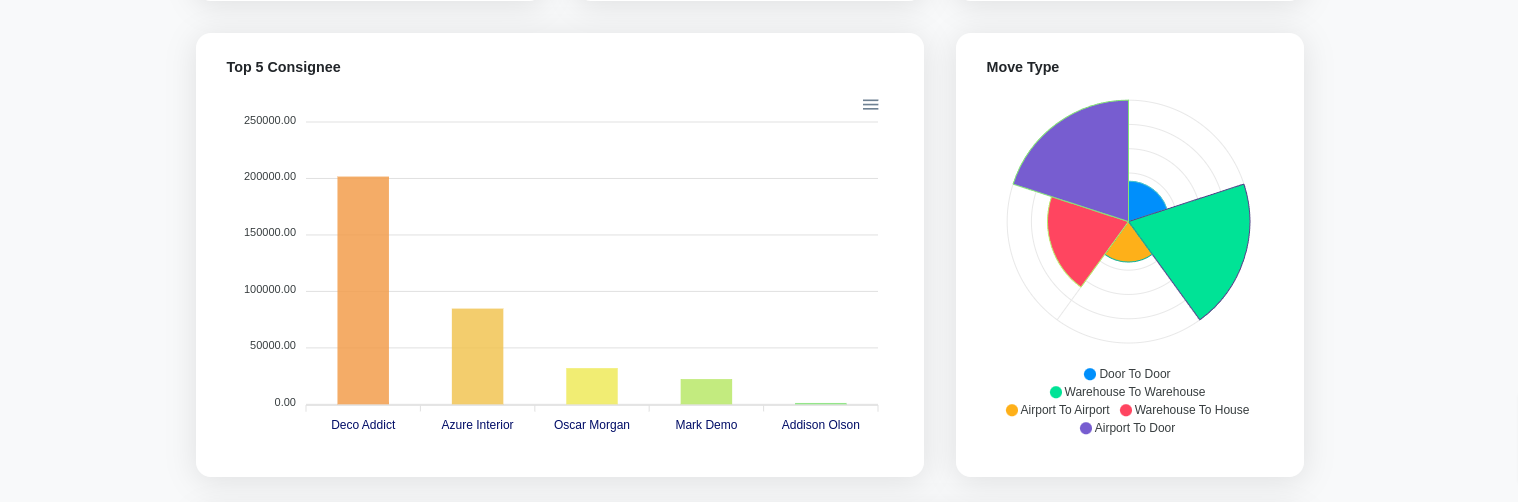 Top 5 Consignee
250000.00
200000.00
150000.00
100000.00
50000.00
0.00
Deco Addict Azure Interior Oscar Morgan Mark Demo Addison Olson
Move Type
Door To Door
Warehouse To Warehouse
Airport To Airport Warehouse To House
Airport To Door